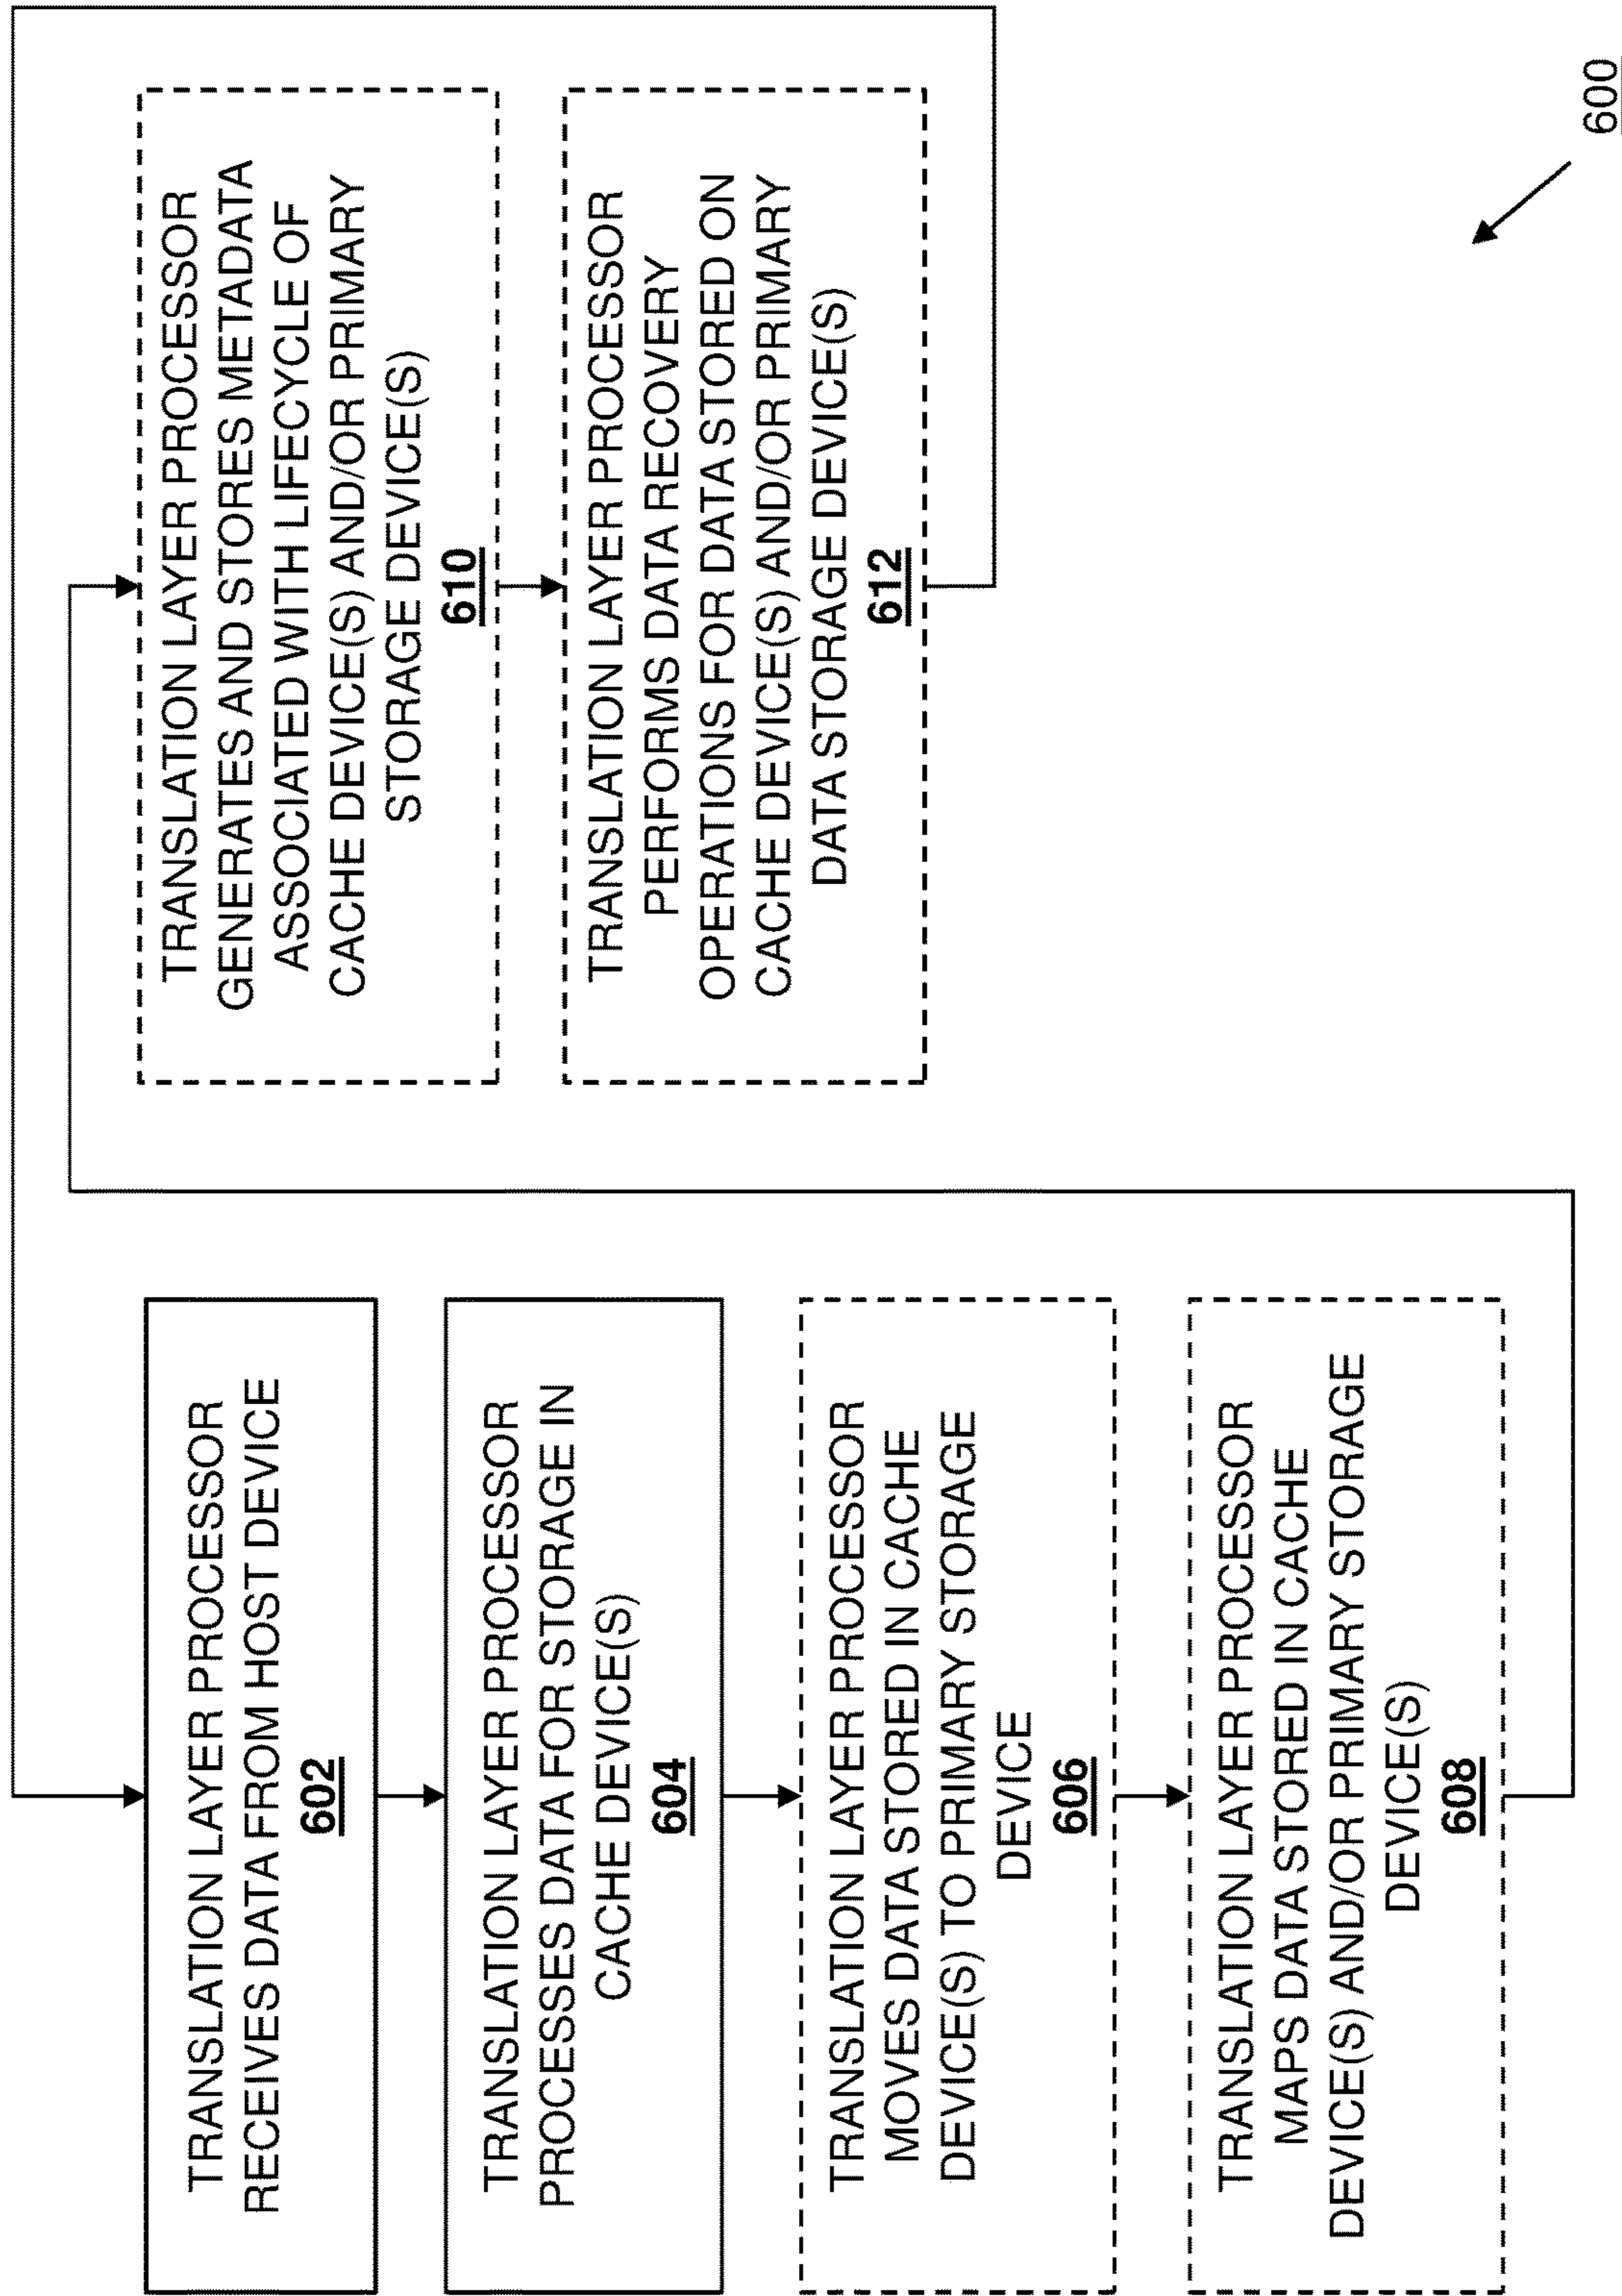 TRANSLATION LAYER PROCESSOR
RECEIVES DATA FROM HOST DEVICE
602
TRANSLATION LAYER PROCESSOR
PROCESSES DATA FOR STORAGE IN
CACHE DEVICE(S)
604
TRANSLATION LAYER PROCESSOR
MOVES DATA STORED IN CACHE
DEVICE(S) TO PRIMARY STORAGE
DEVICE
606
TRANSLATION LAYER PROCESSOR
MAPS DATA STORED IN CACHE
DEVICE(S) AND/OR PRIMARY STORAGE
DEVICE(S)
608
TRANSLATION LAYER PROCESSOR
GENERATES AND STORES METADATA
ASSOCIATED WITH LIFECYCLE OF
CACHE DEVICE(S) AND/OR PRIMARY
STORAGE DEVICE(S)
610
TRANSLATION LAYER PROCESSOR
PERFORMS DATA RECOVERY
OPERATIONS FOR DATA STORED ON
CACHE DEVICE(S) AND/OR PRIMARY
DATA STORAGE DEVICE(S)
612
600